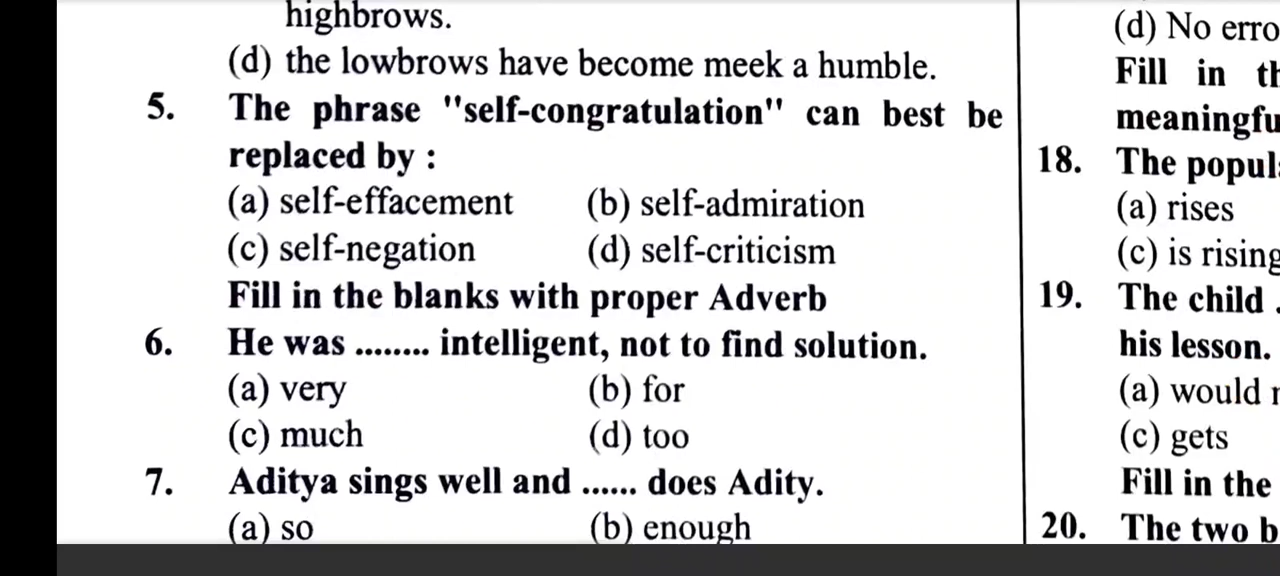 highbrows.
(d) the lowbrows have become meek a humble.
5. The phrase "self-congratulation" can best be
replaced by :
(a) self-effacement (b) self-admiration
(c) self-negation (d) self-criticism
Fill in the blanks with proper Adverb
6. He was ........ intelligent, not to find solution.
(a) very (b) for
(c) much (d) too
7. Aditya sings well and ...... does Adity.
(a) so (b) enough
(d) No erro
Fill in
meaningfu
18. The popul
(a) rises
(c) is rising
19. The child .
his lesson.
(a) would
(c) gets
Fill in the
20. The two b